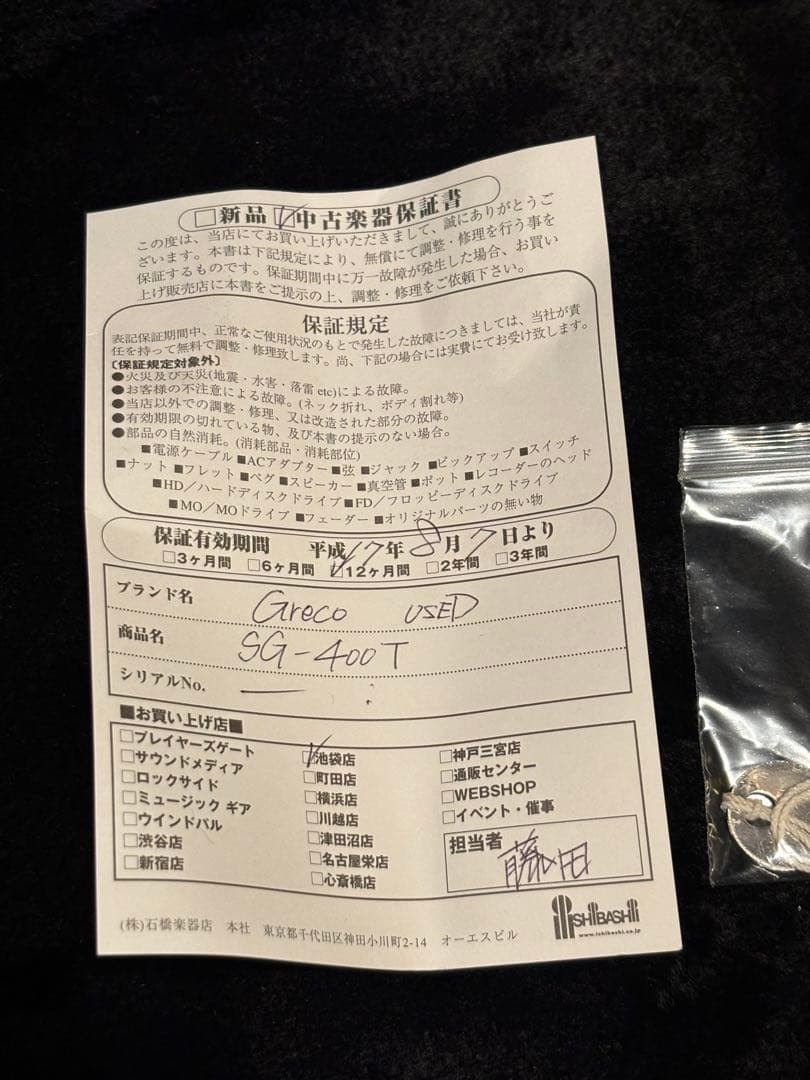 □新品 ☑中古楽器保証書
この度は、当店にてお買い上げいただきまして、誠にありがとうご
ざいます。本書は下記規定により、無償にて調整・修理を行う事を
保証するものです。保証期間中に万一故障が発生した場合、お買い
上げ販売店に本書をご提示の上、調整・修理をご依頼下さい。
保証規定
表記保証期間中、正常なご使用状況のもとで発生した故障につきましては、当社が責
任を持って無料で調整・修理致します。尚、下記の場合には実費にてお受け致します。
〔保証規定対象外〕
●火災及び天災(地震・水害・落雷 etc)による故障。
●お客様の不注意による故障。(ネック折れ、ボディ割れ等)
●当店以外での調整・修理、又は改造された部分の故障。
●有効期限の切れている物、及び本書の提示のない場合。
●部品の自然消耗。(消耗部品・消耗部位)
■電源ケーブル ■ACアダプター ■弦 ■ジャック ■ピックアップ ■スイッチ
■ナット ■フレット ■ペグ ■スピーカー ■真空管 ■ポット ■レコーダーのヘッド
■HD／ハードディスクドライブ ■FD／フロッピーディスクドライブ
■MO／MOドライブ ■フェーダー ■オリジナルパーツの無い物
保証有効期間 平成17年8月7日より
□3ヶ月間 □6ヶ月間 ☑12ヶ月間 □2年間 □3年間
ブランド名 Greco USED
商品名 SG-400T
シリアルNo. —
■お買い上げ店■
□プレイヤーズゲート
□サウンドメディア
□ロックサイド
□ミュージック ギア
□ウインドパル
□渋谷店
□新宿店
☑池袋店
□町田店
□横浜店
□川越店
□津田沼店
□名古屋栄店
□心斎橋店
□神戸三宮店
□通販センター
□WEBSHOP
□イベント・催事
担当者 藤田
ISHIBASHI
www.ishibashi.co.jp
(株)石橋楽器店 本社 東京都千代田区神田小川町2-14 オーエスビル